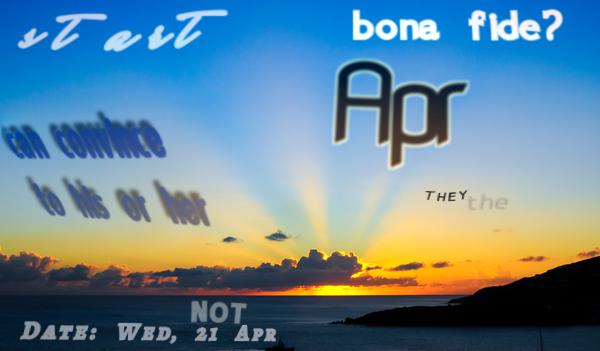 sTarT
bona fide?
Apr
can convince
to his or her
THEY
the
NOT
Date: Wed, 21 Apr